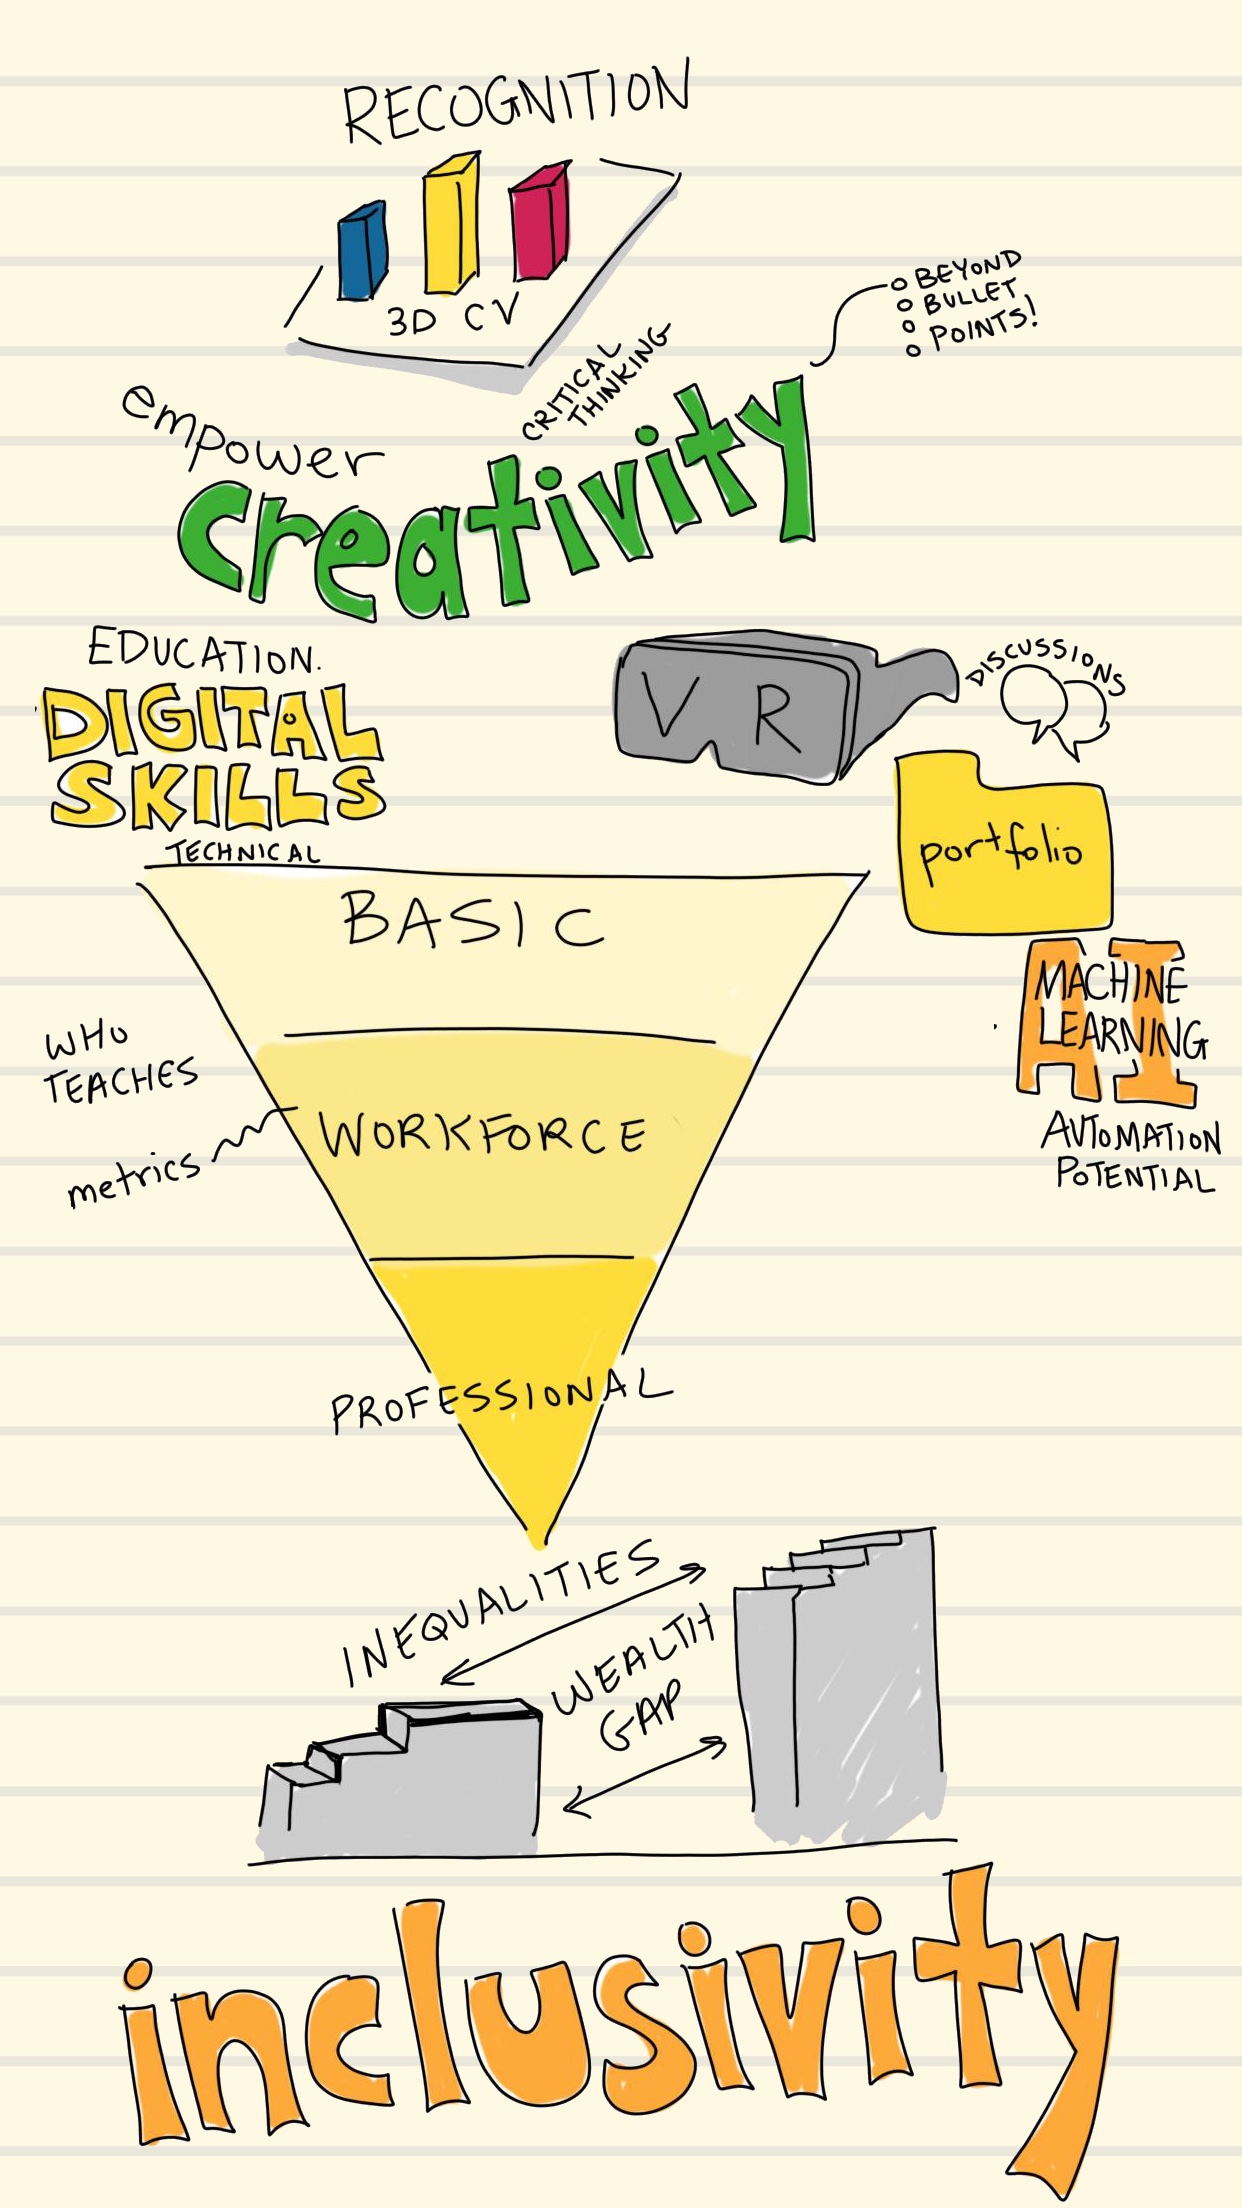 RECOGNITION
3D CV
BEYOND
BULLET
POINTS!
CRITICAL
THINKING
empower
creativity
EDUCATION.
DIGITAL
SKILLS
TECHNICAL
VR
DISCUSSIONS
portfolio
BASIC
AI
MACHINE
LEARNING
AUTOMATION
POTENTIAL
WHO
TEACHES
metrics
WORKFORCE
PROFESSIONAL
INEQUALITIES
WEALTH
GAP
inclusivity